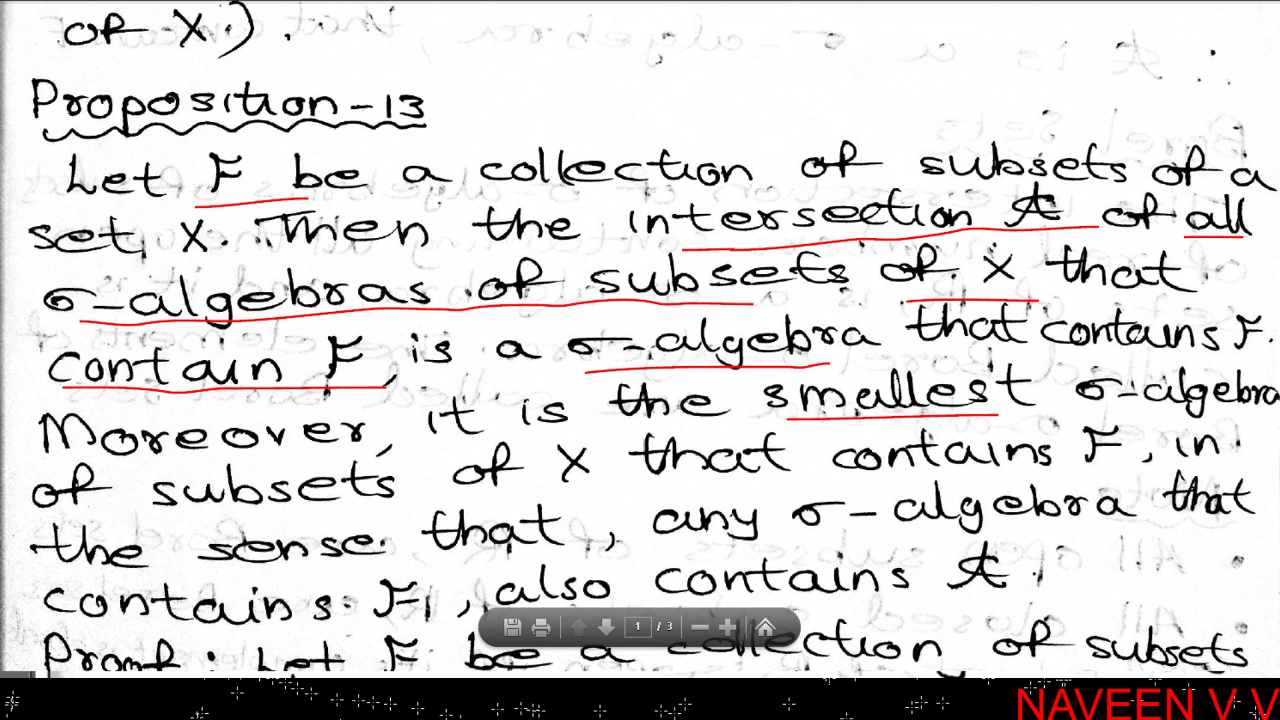 of X.).
Proposition-13
Let F be a collection of subsets of a
set X. Then the intersection A of all
σ-algebras of subsets of X that
contain F, is a σ-algebra that contains F.
Moreover, it is the smallest σ-algebra
of subsets of X that contains F, in
the sense that, any σ-algebra that
contains F, also contains A.
Proof: Let F be a collection of subsets
1 / 3
NAVEEN V V